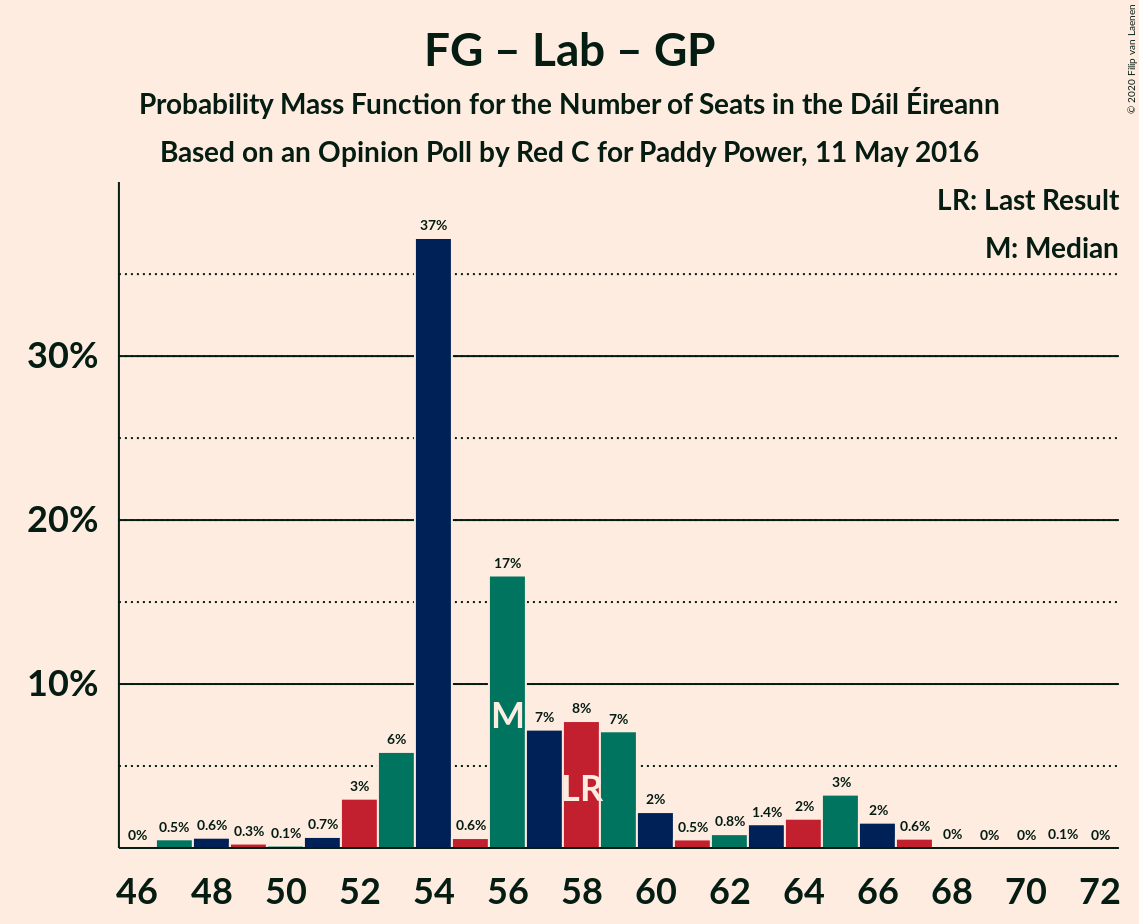 FG – Lab – GP
Probability Mass Function for the Number of Seats in the Dáil Éireann
Based on an Opinion Poll by Red C for Paddy Power, 11 May 2016
© 2020 Filip van Laenen
LR: Last Result
M: Median
30%
20%
10%
0% 0.5% 0.6% 0.3% 0.1% 0.7% 3% 6% 37% 0.6% 17% 7% 8% 7% 2% 0.5% 0.8% 1.4% 2% 3% 2% 0.6% 0% 0% 0% 0.1% 0%
M
LR
46 48 50 52 54 56 58 60 62 64 66 68 70 72